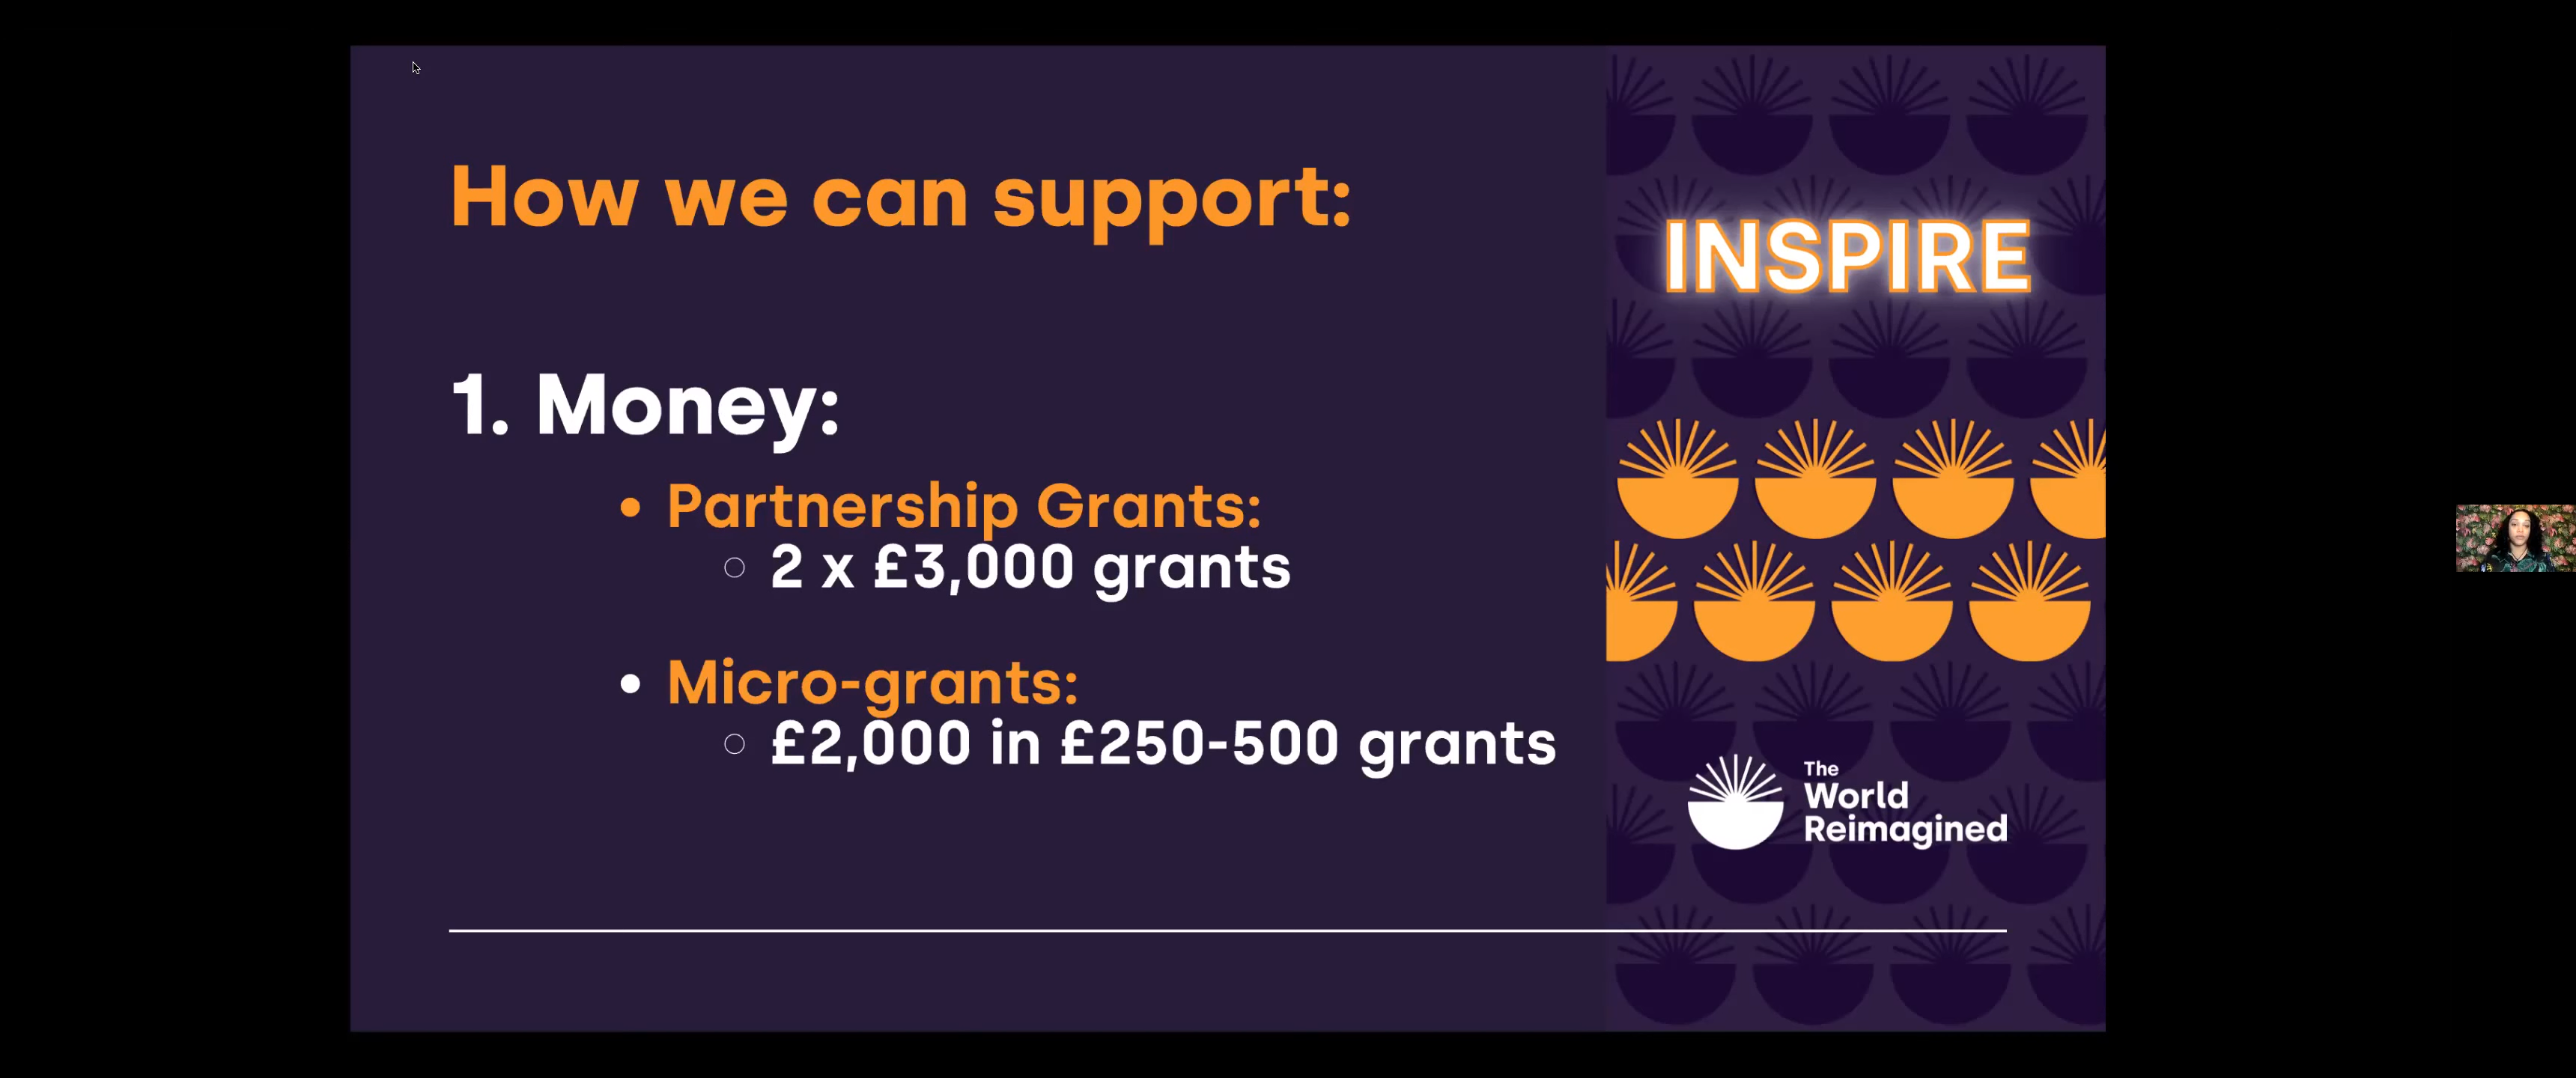 How we can support:
1. Money:
• Partnership Grants:
○ 2 x £3,000 grants
• Micro-grants:
○ £2,000 in £250-500 grants
INSPIRE
The
World
Reimagined